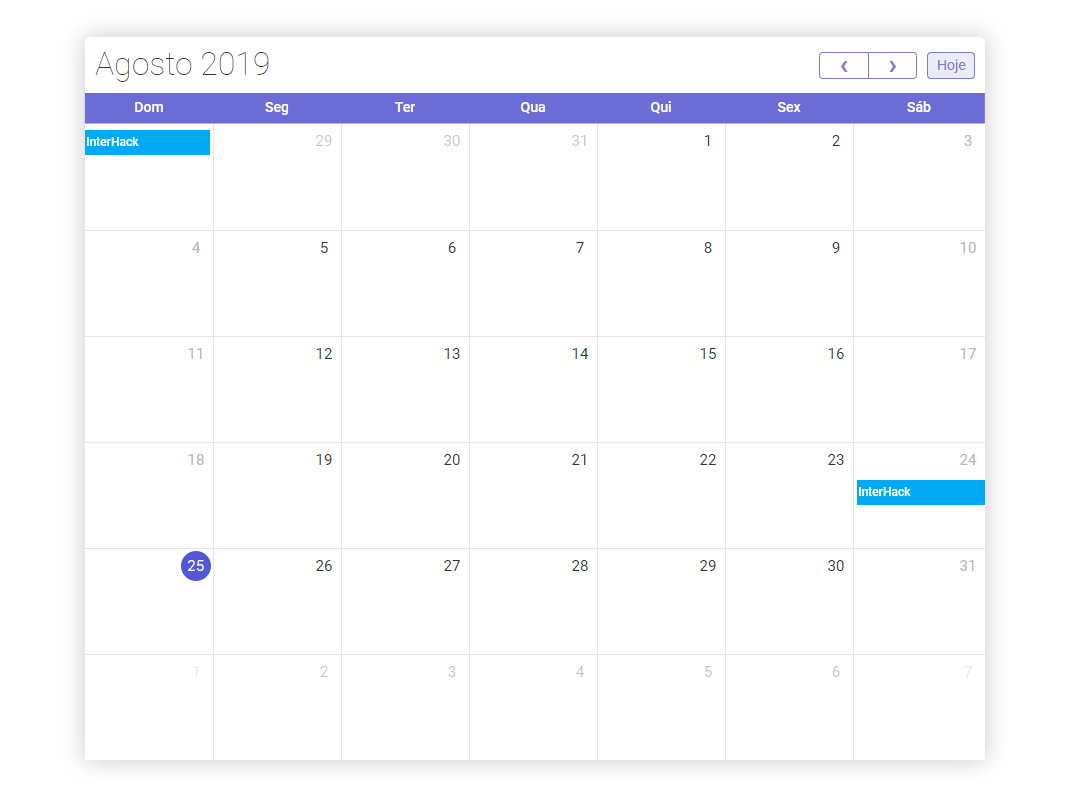 Agosto 2019
❮ ❯ Hoje
Dom Seg Ter Qua Qui Sex Sáb
InterHack 29 30 31 1 2 3
4 5 6 7 8 9 10
11 12 13 14 15 16 17
18 19 20 21 22 23 24
InterHack
25 26 27 28 29 30 31
1 2 3 4 5 6 7